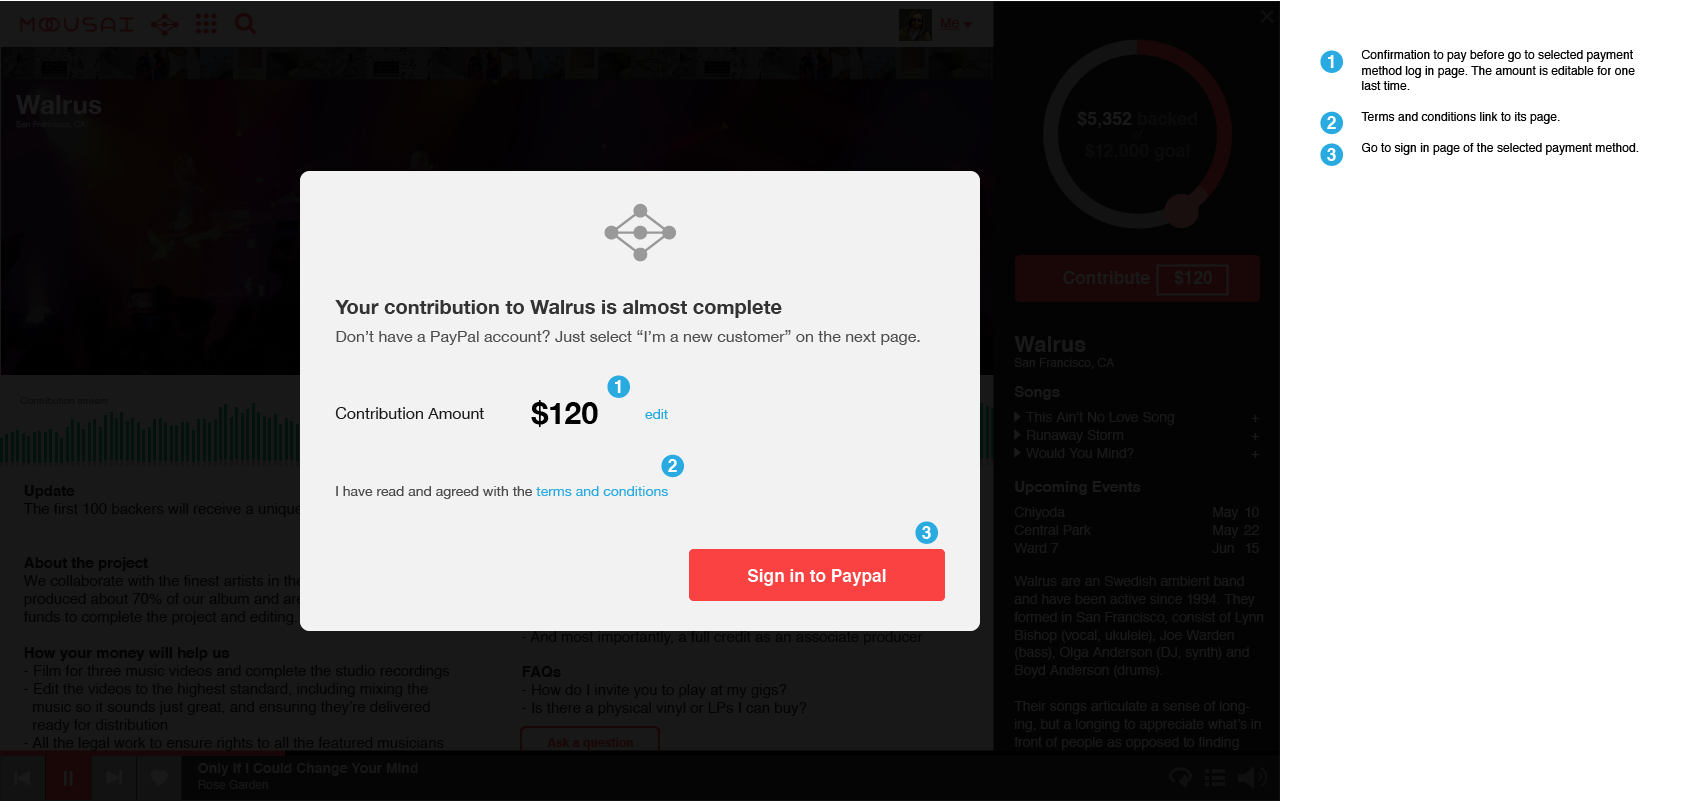 MOUSAI
Me
Walrus
San Francisco, CA
$5,352 backed
of
$12,000 goal
Contribute $120
Walrus
San Francisco, CA
Songs
This Ain't No Love Song +
Runaway Storm +
Would You Mind? +
Upcoming Events
Chiyoda May 10
Central Park May 22
Ward 7 Jun 15
Walrus are an Swedish ambient band
and have been active since 1994. They
formed in San Francisco, consist of Lynn
Bishop (vocal, ukulele), Joe Warden
(bass), Olga Anderson (DJ, synth) and
Boyd Anderson (drums).
Their songs articulate a sense of long-
ing, but a longing to appreciate what's in
front of people as opposed to finding
Your contribution to Walrus is almost complete
Don't have a PayPal account? Just select “I'm a new customer” on the next page.
1
Contribution Amount $120 edit
2
I have read and agreed with the terms and conditions
3
Sign in to Paypal
Contribution stream
Update
The first 100 backers will receive a unique
About the project
We collaborate with the finest artists in the
produced about 70% of our album and are
funds to complete the project and editing
How your money will help us
- Film for three music videos and complete the studio recordings
- Edit the videos to the highest standard, including mixing the
music so it sounds just great, and ensuring they're delivered
ready for distribution
- All the legal work to ensure rights to all the featured musicians
- And most importantly, a full credit as an associate producer
FAQs
- How do I invite you to play at my gigs?
- Is there a physical vinyl or LPs I can buy?
Ask a question
Only If I Could Change Your Mind
Rose Garden
1 Confirmation to pay before go to selected payment
method log in page. The amount is editable for one
last time.
2 Terms and conditions link to its page.
3 Go to sign in page of the selected payment method.